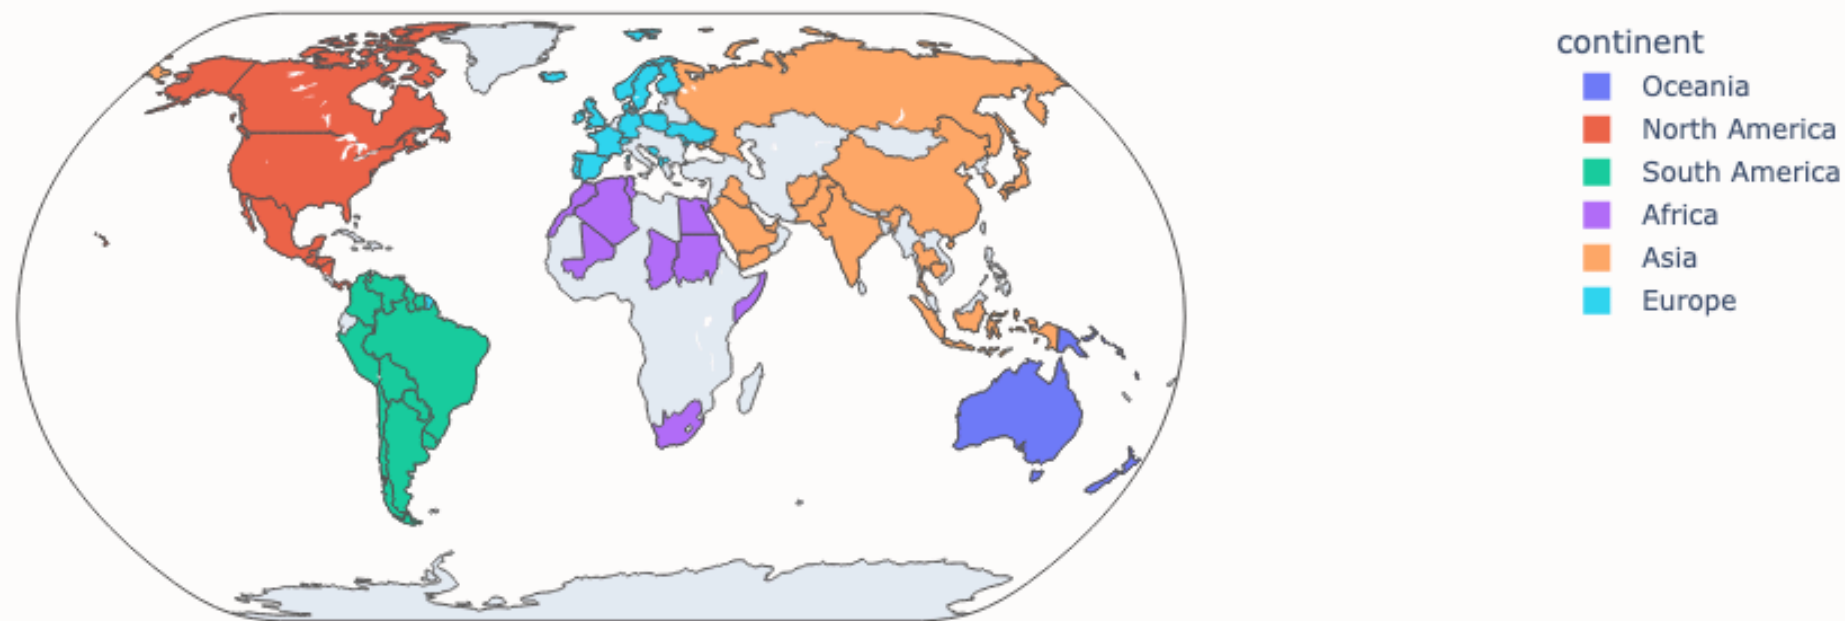 continent
Oceania
North America
South America
Africa
Asia
Europe